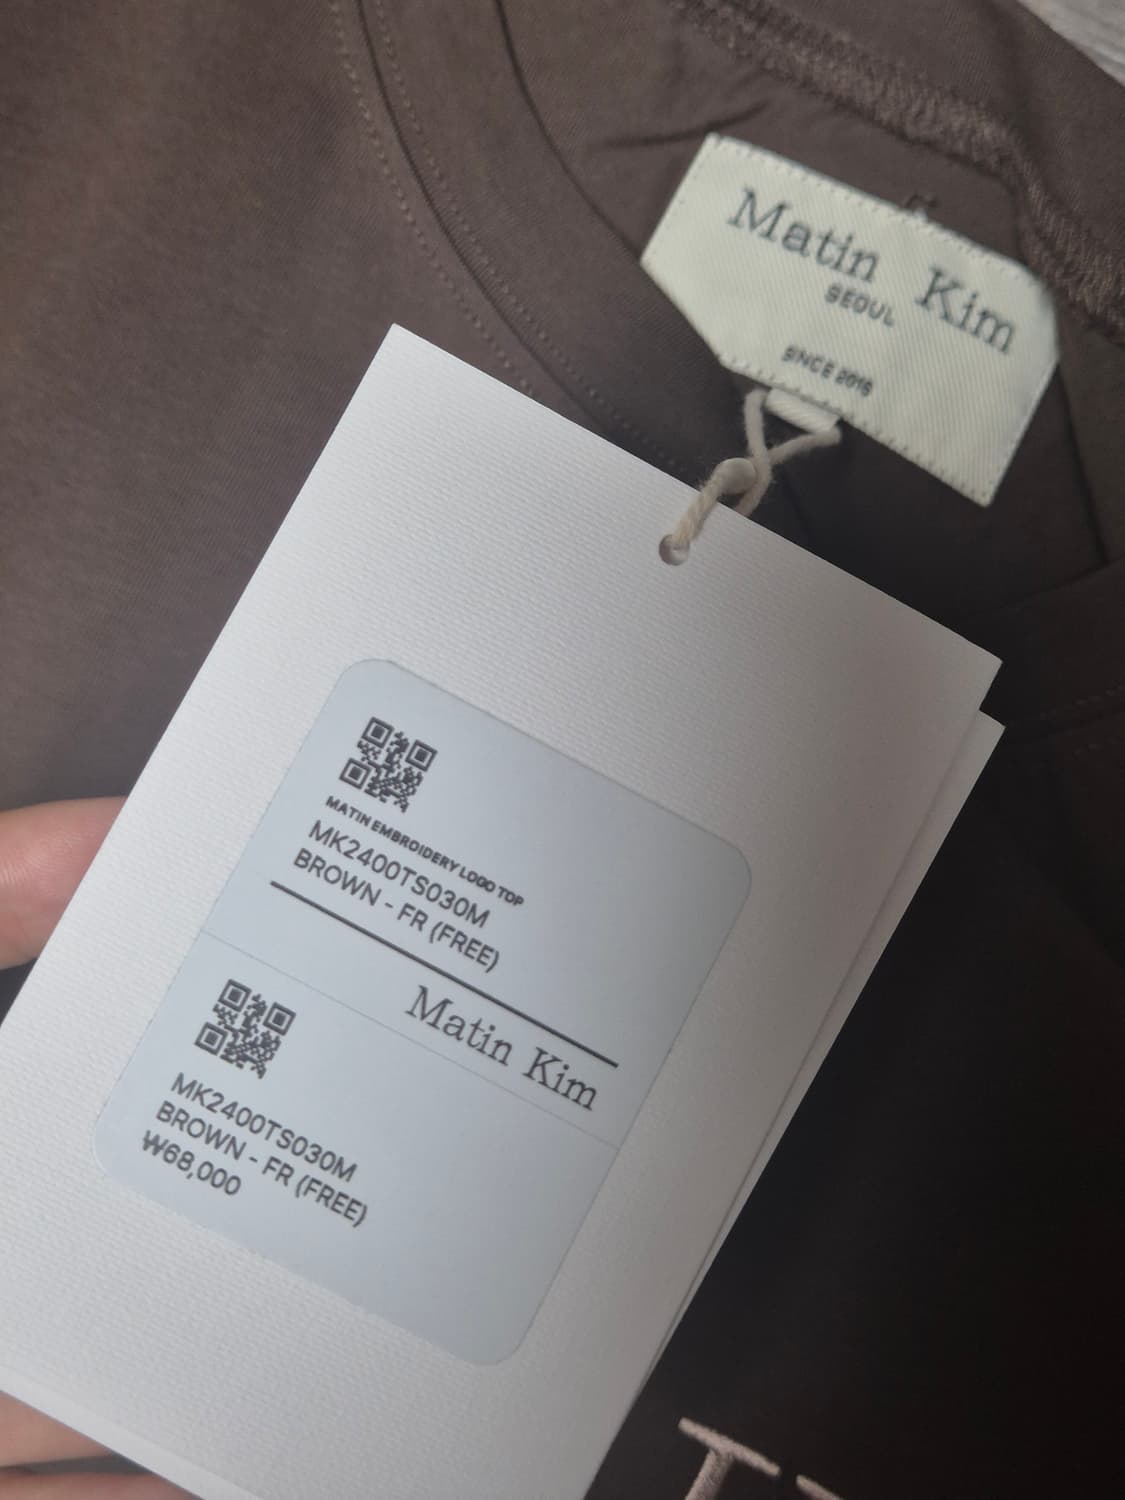 Matin Kim
SEOUL
SINCE 2016
MATIN EMBROIDERY LOGO TOP
MK2400TS030M
BROWN - FR (FREE)
Matin Kim
MK2400TS030M
BROWN - FR (FREE)
₩68,000